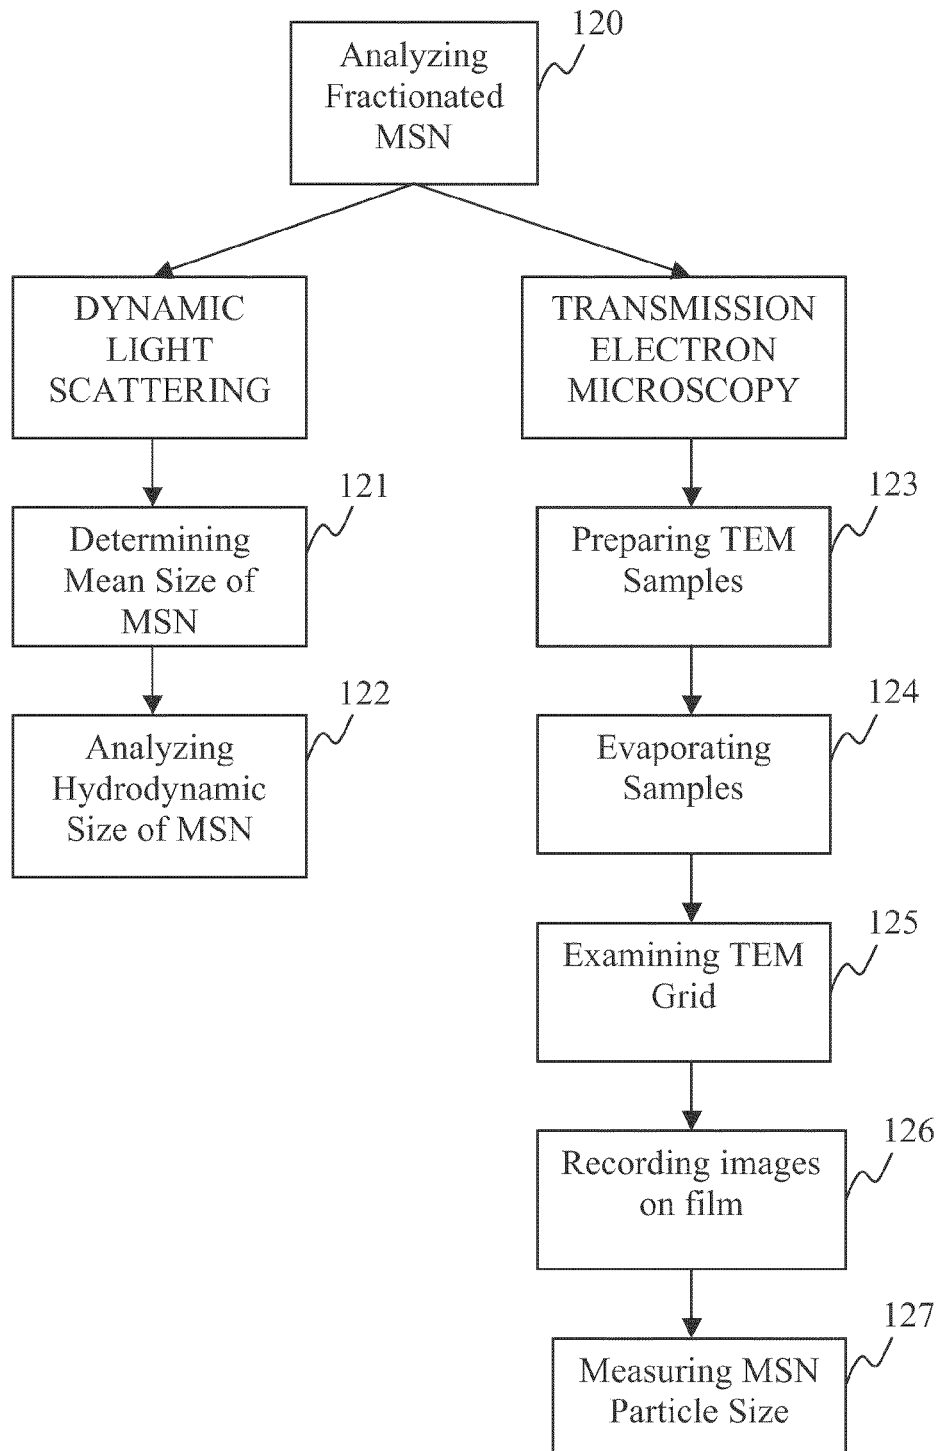 120
Analyzing
Fractionated
MSN
DYNAMIC
LIGHT
SCATTERING
TRANSMISSION
ELECTRON
MICROSCOPY
121
Determining
Mean Size of
MSN
122
Analyzing
Hydrodynamic
Size of MSN
123
Preparing TEM
Samples
124
Evaporating
Samples
125
Examining TEM
Grid
126
Recording images
on film
127
Measuring MSN
Particle Size